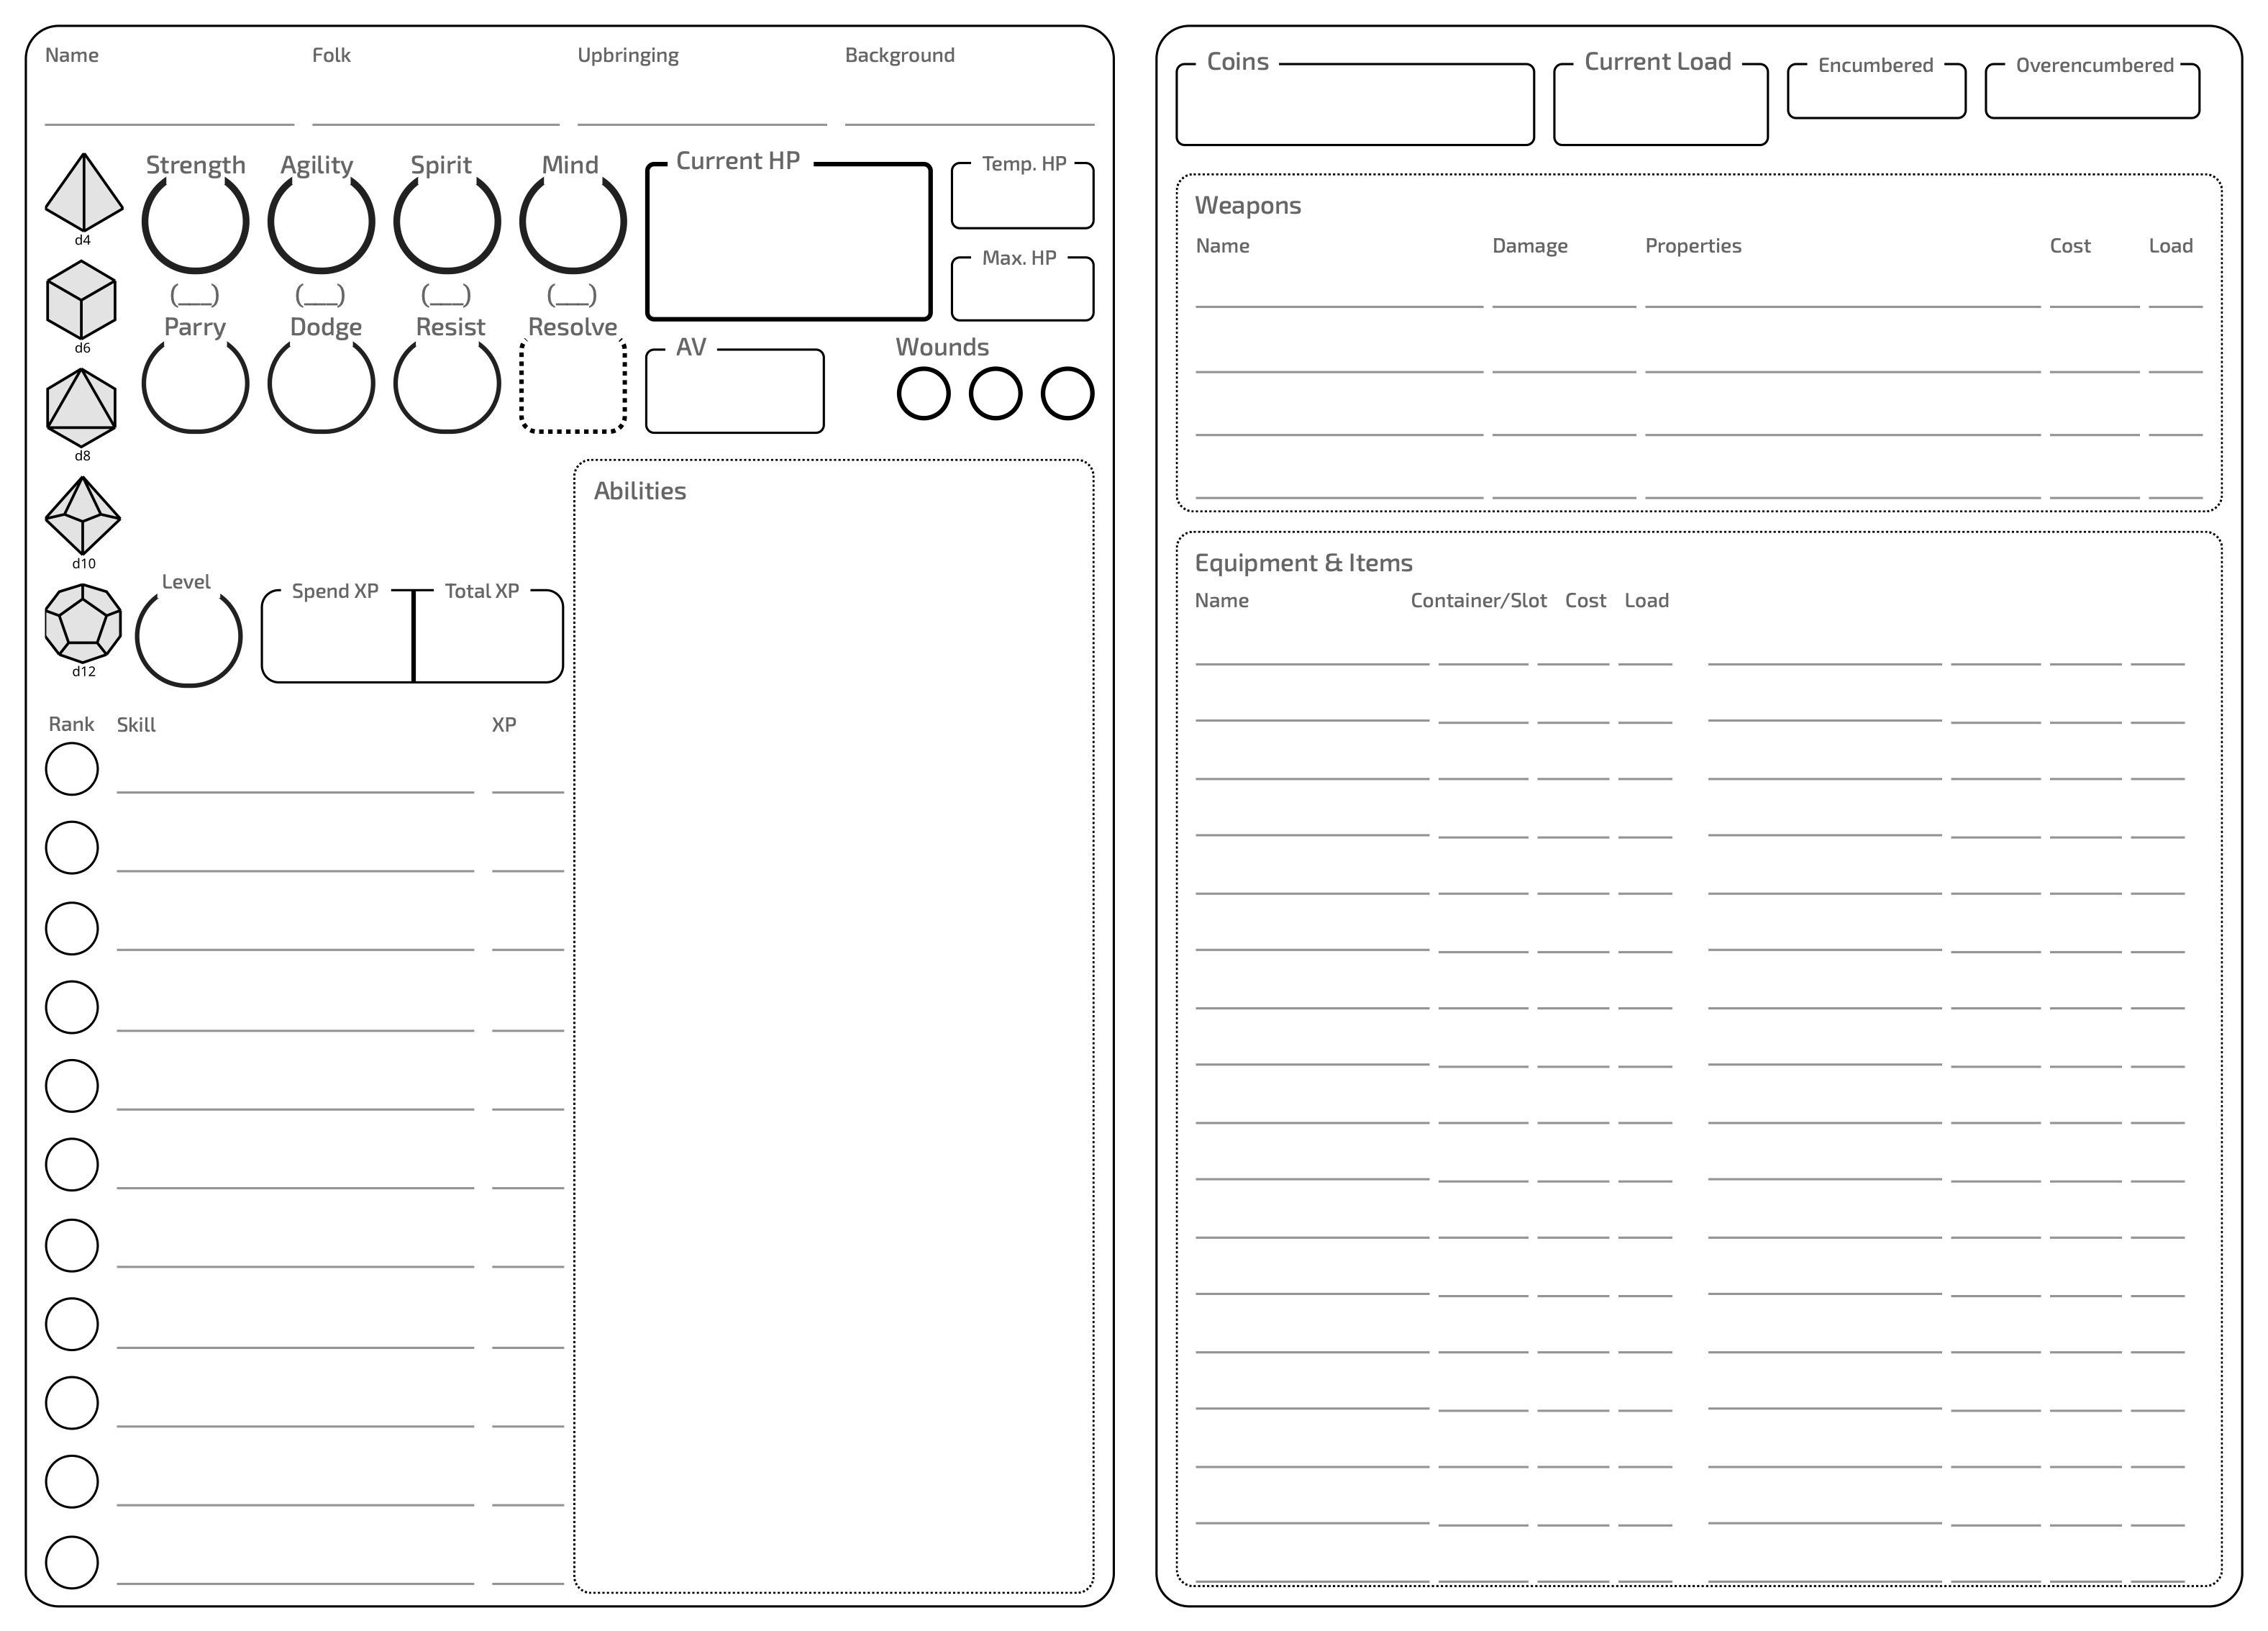 Name Folk Upbringing Background
Strength Agility Spirit Mind Current HP Temp. HP
d4
Max. HP
(___) (___) (___) (___)
Parry Dodge Resist Resolve AV Wounds
d6
d8
Abilities
d10
Level Spend XP Total XP
d12
Rank Skill XP
Coins Current Load Encumbered Overencumbered
Weapons
Name Damage Properties Cost Load
Equipment & Items
Name Container/Slot Cost Load